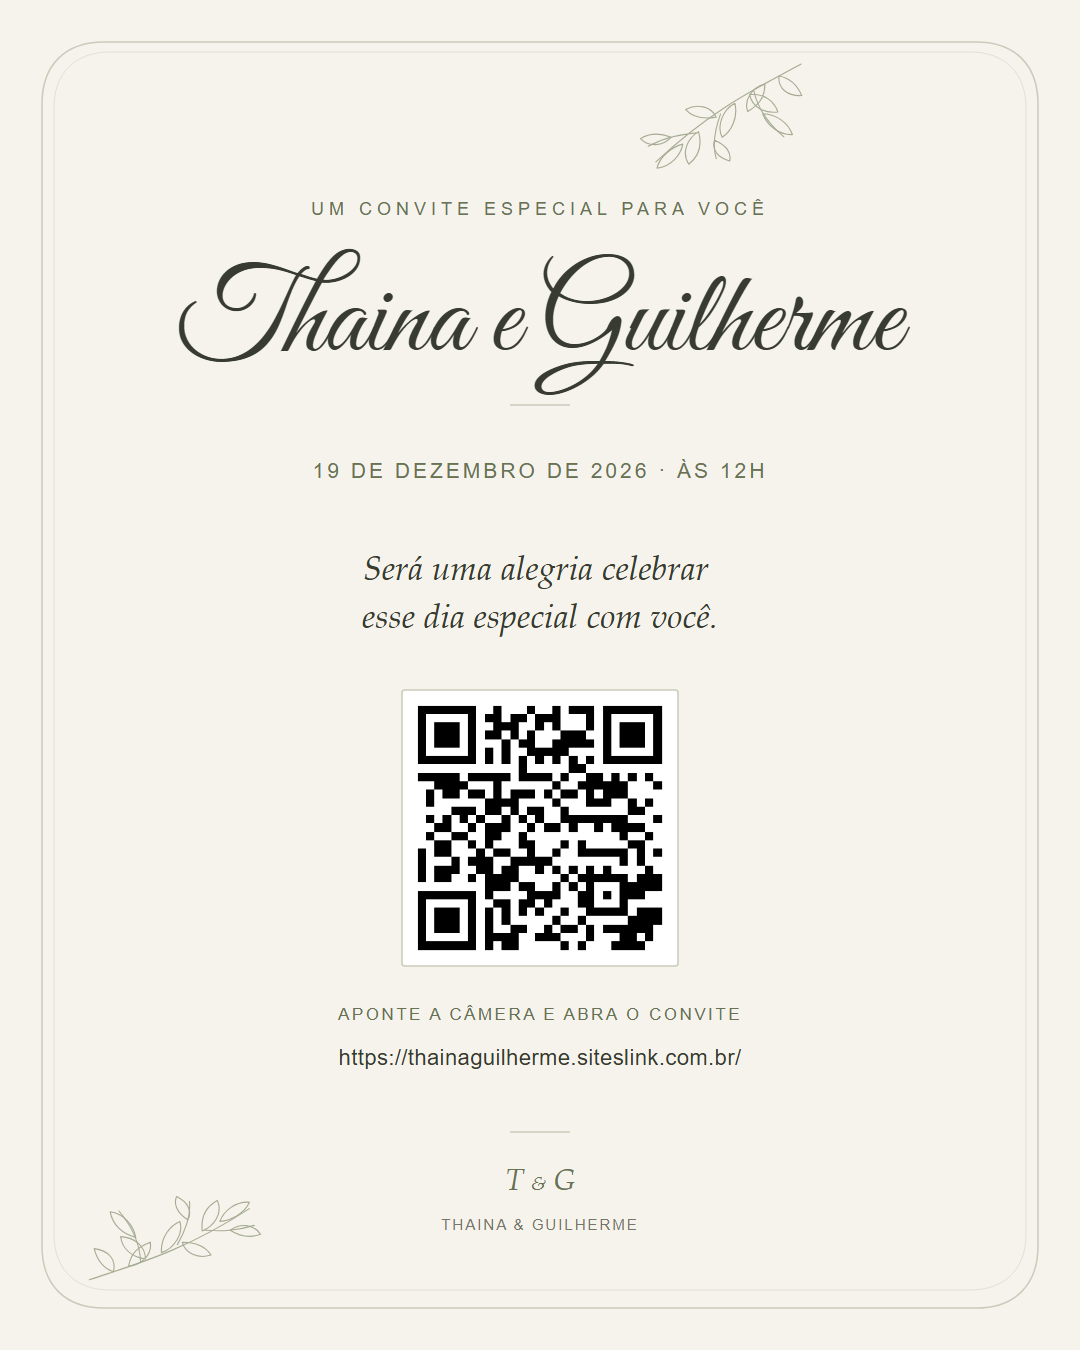 UM CONVITE ESPECIAL PARA VOCÊ
Thaina e Guilherme
19 DE DEZEMBRO DE 2026 · ÀS 12H
Será uma alegria celebrar
esse dia especial com você.
APONTE A CÂMERA E ABRA O CONVITE
https://thainaguilherme.siteslink.com.br/
T & G
THAINA & GUILHERME